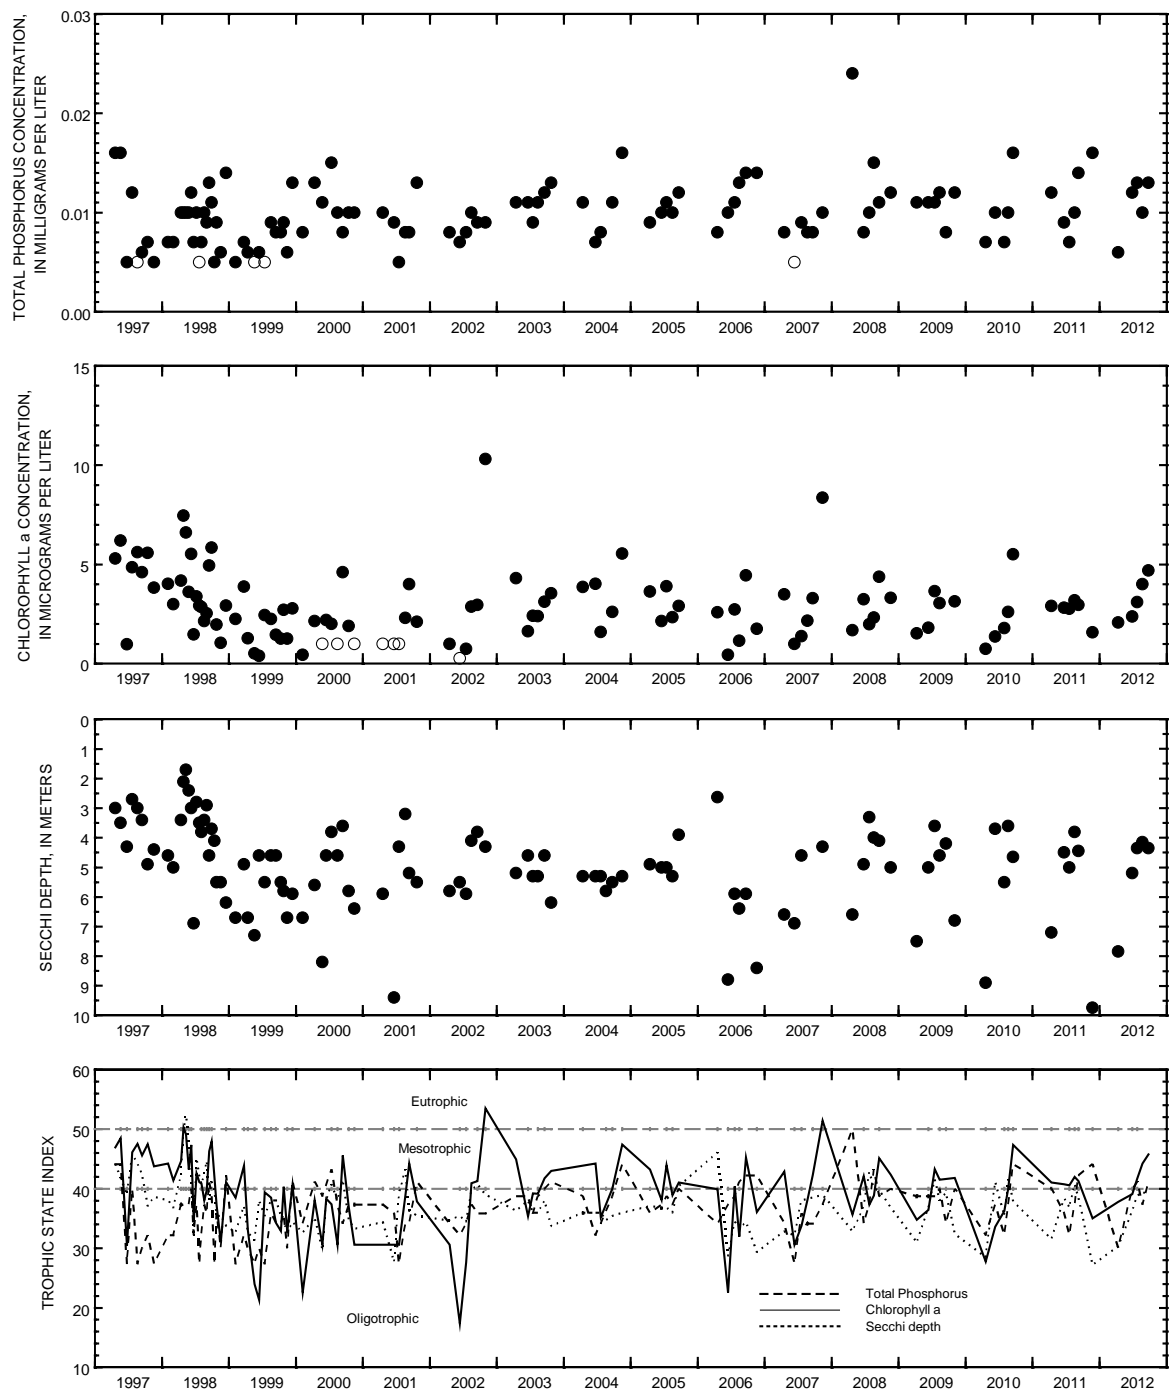 TOTAL PHOSPHORUS CONCENTRATION,
IN MILLIGRAMS PER LITER
0.03
0.02
0.01
0.00
1997 1998 1999 2000 2001 2002 2003 2004 2005 2006 2007 2008 2009 2010 2011 2012
CHLOROPHYLL a CONCENTRATION,
IN MICROGRAMS PER LITER
15
10
5
0
1997 1998 1999 2000 2001 2002 2003 2004 2005 2006 2007 2008 2009 2010 2011 2012
SECCHI DEPTH, IN METERS
0
1
2
3
4
5
6
7
8
9
10
1997 1998 1999 2000 2001 2002 2003 2004 2005 2006 2007 2008 2009 2010 2011 2012
TROPHIC STATE INDEX
60
50
40
30
20
10
Eutrophic
Mesotrophic
Oligotrophic
Total Phosphorus
Chlorophyll a
Secchi depth
1997 1998 1999 2000 2001 2002 2003 2004 2005 2006 2007 2008 2009 2010 2011 2012